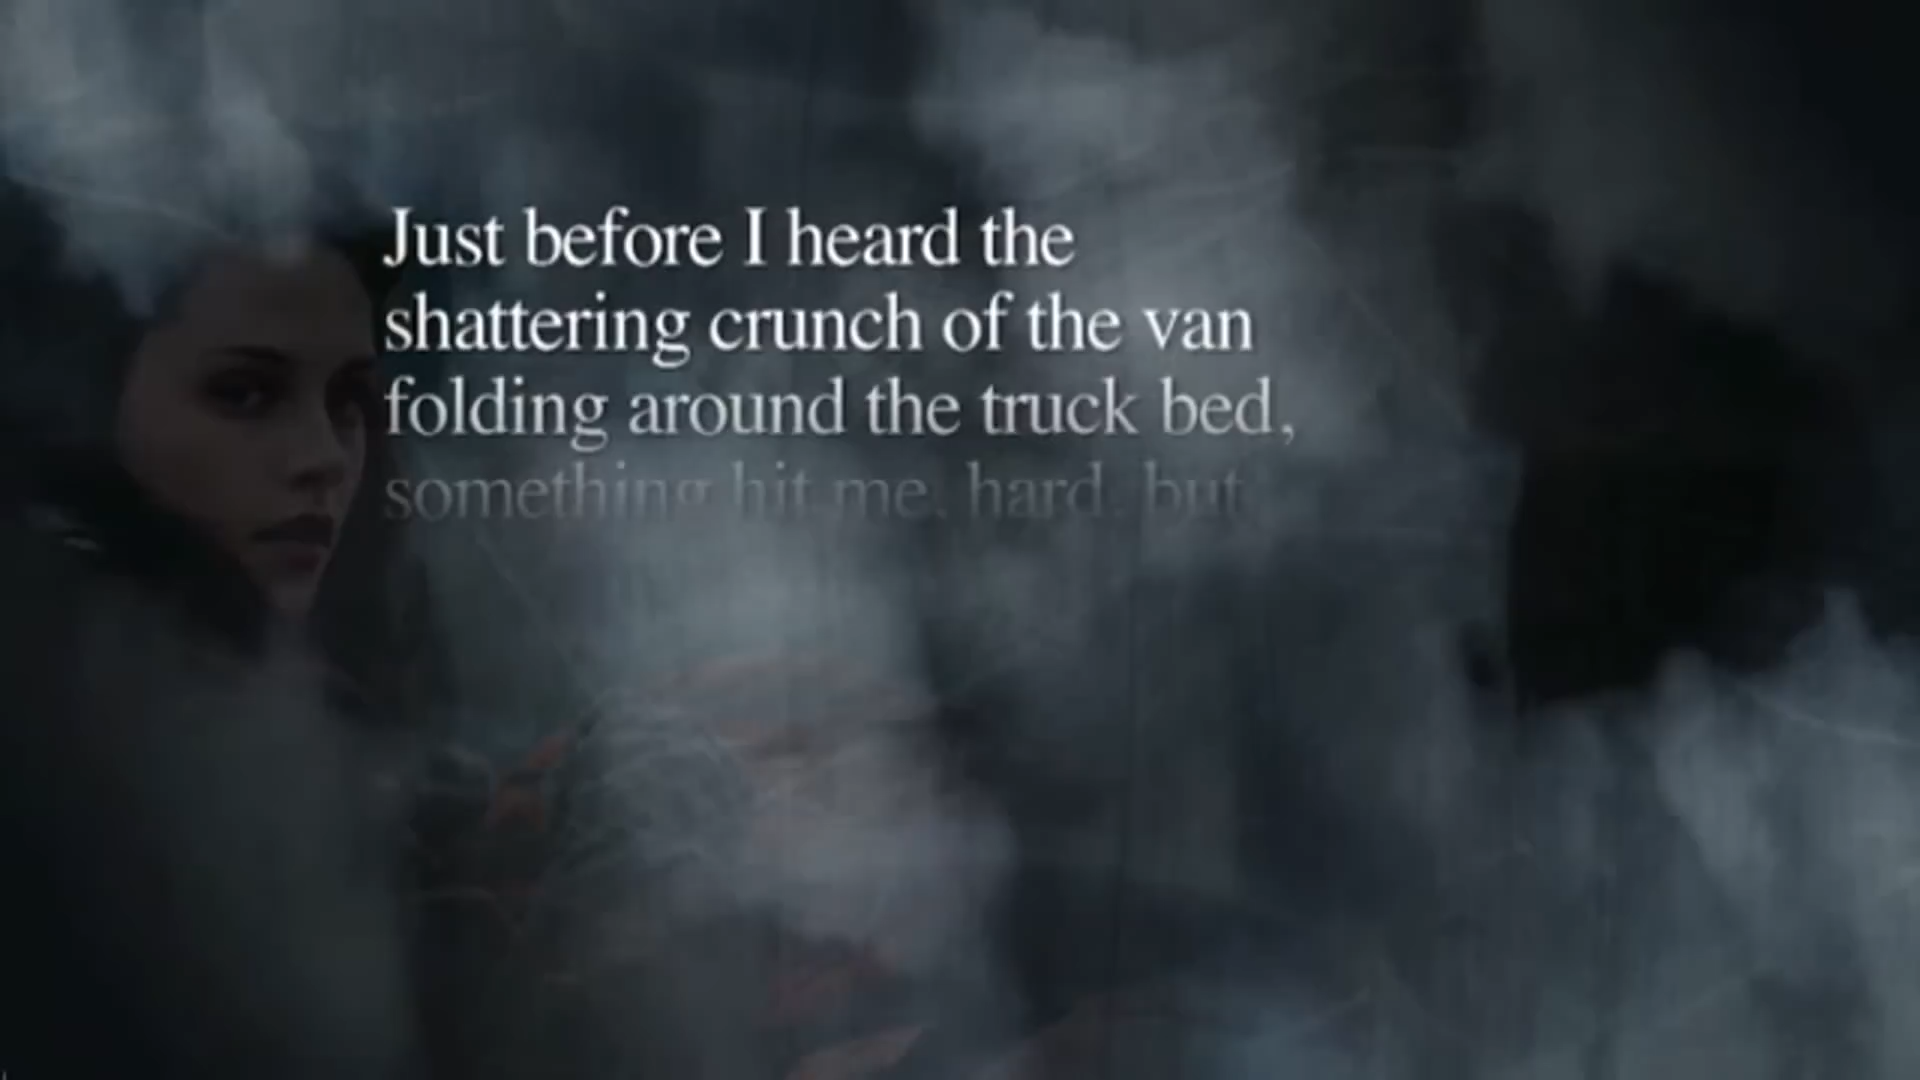 Just before I heard the
shattering crunch of the van
folding around the truck bed,
something hit me, hard, but